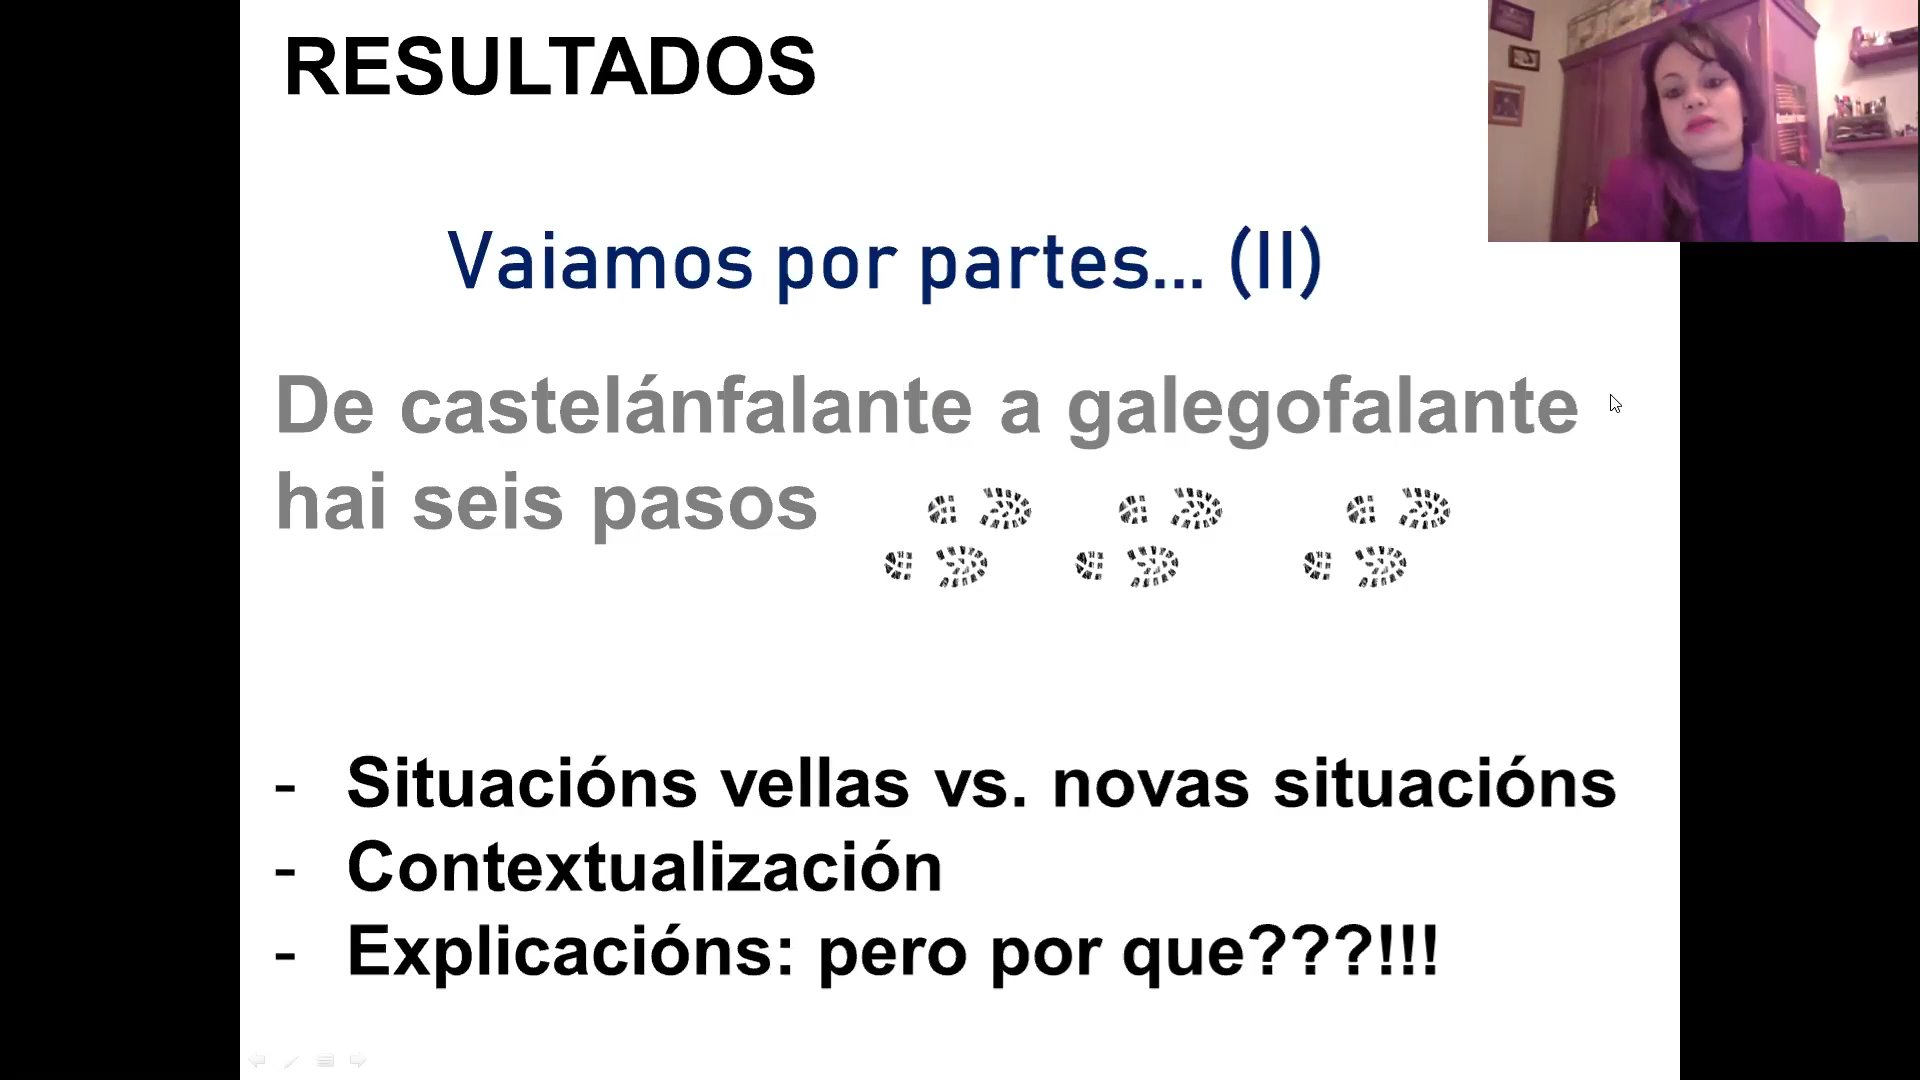 RESULTADOS
Vaiamos por partes... (II)
De castelánfalante a galegofalante
hai seis pasos
- Situacións vellas vs. novas situacións
- Contextualización
- Explicacións: pero por que???!!!